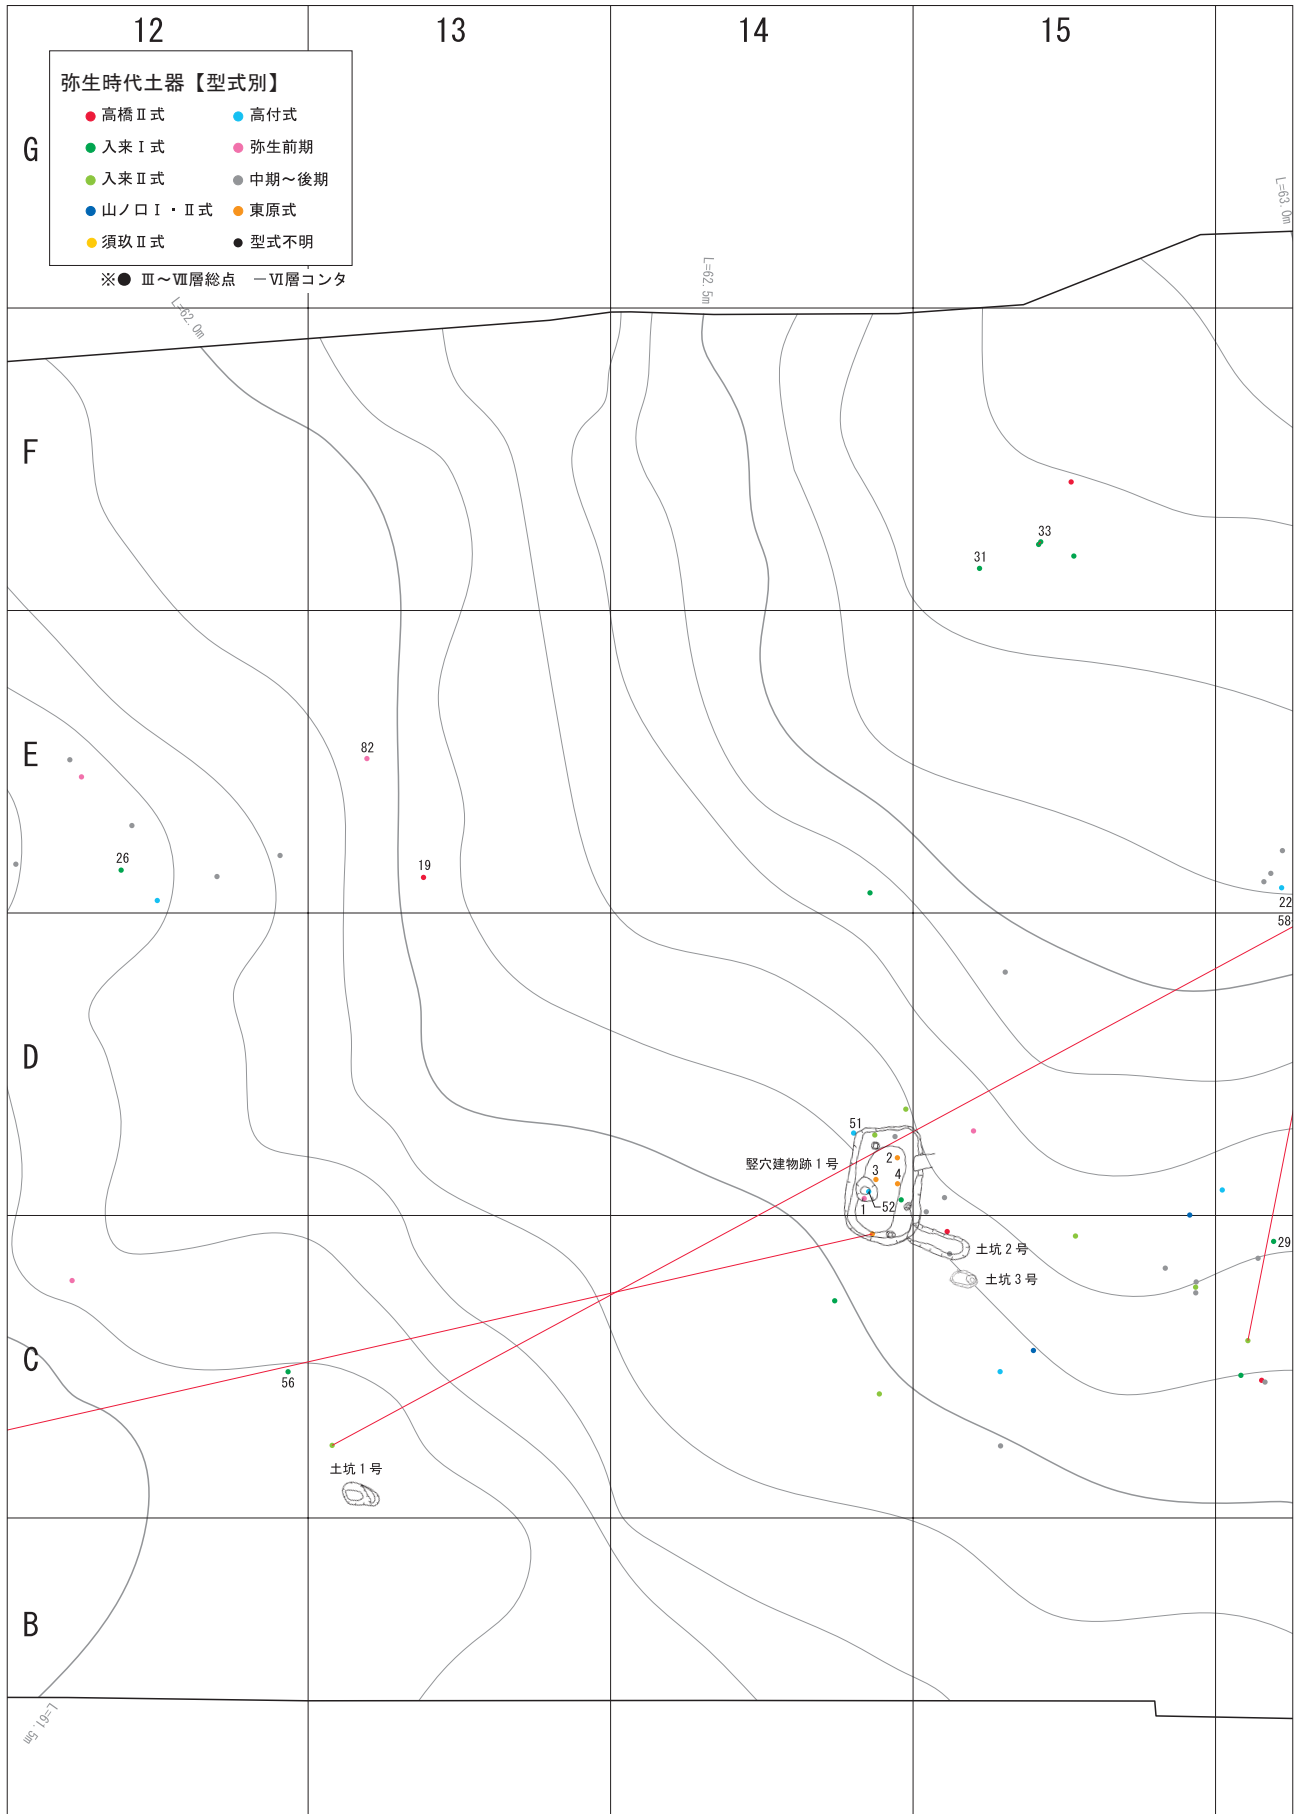 12 13 14 15
弥生時代土器【型式別】
高橋Ⅱ式 高付式
入来Ⅰ式 弥生前期
入来Ⅱ式 中期～後期
山ノ口Ⅰ・Ⅱ式 東原式
須玖Ⅱ式 型式不明
※● Ⅲ～Ⅶ層総点 －Ⅵ層コンタ
G
L=63.0m
L=62.5m
L=62.0m
F
33
31
E
82
26
19
22
58
D
51
竪穴建物跡1号
2
3
4
1
52
土坑2号
29
土坑3号
C
56
土坑1号
B
L=61.5m